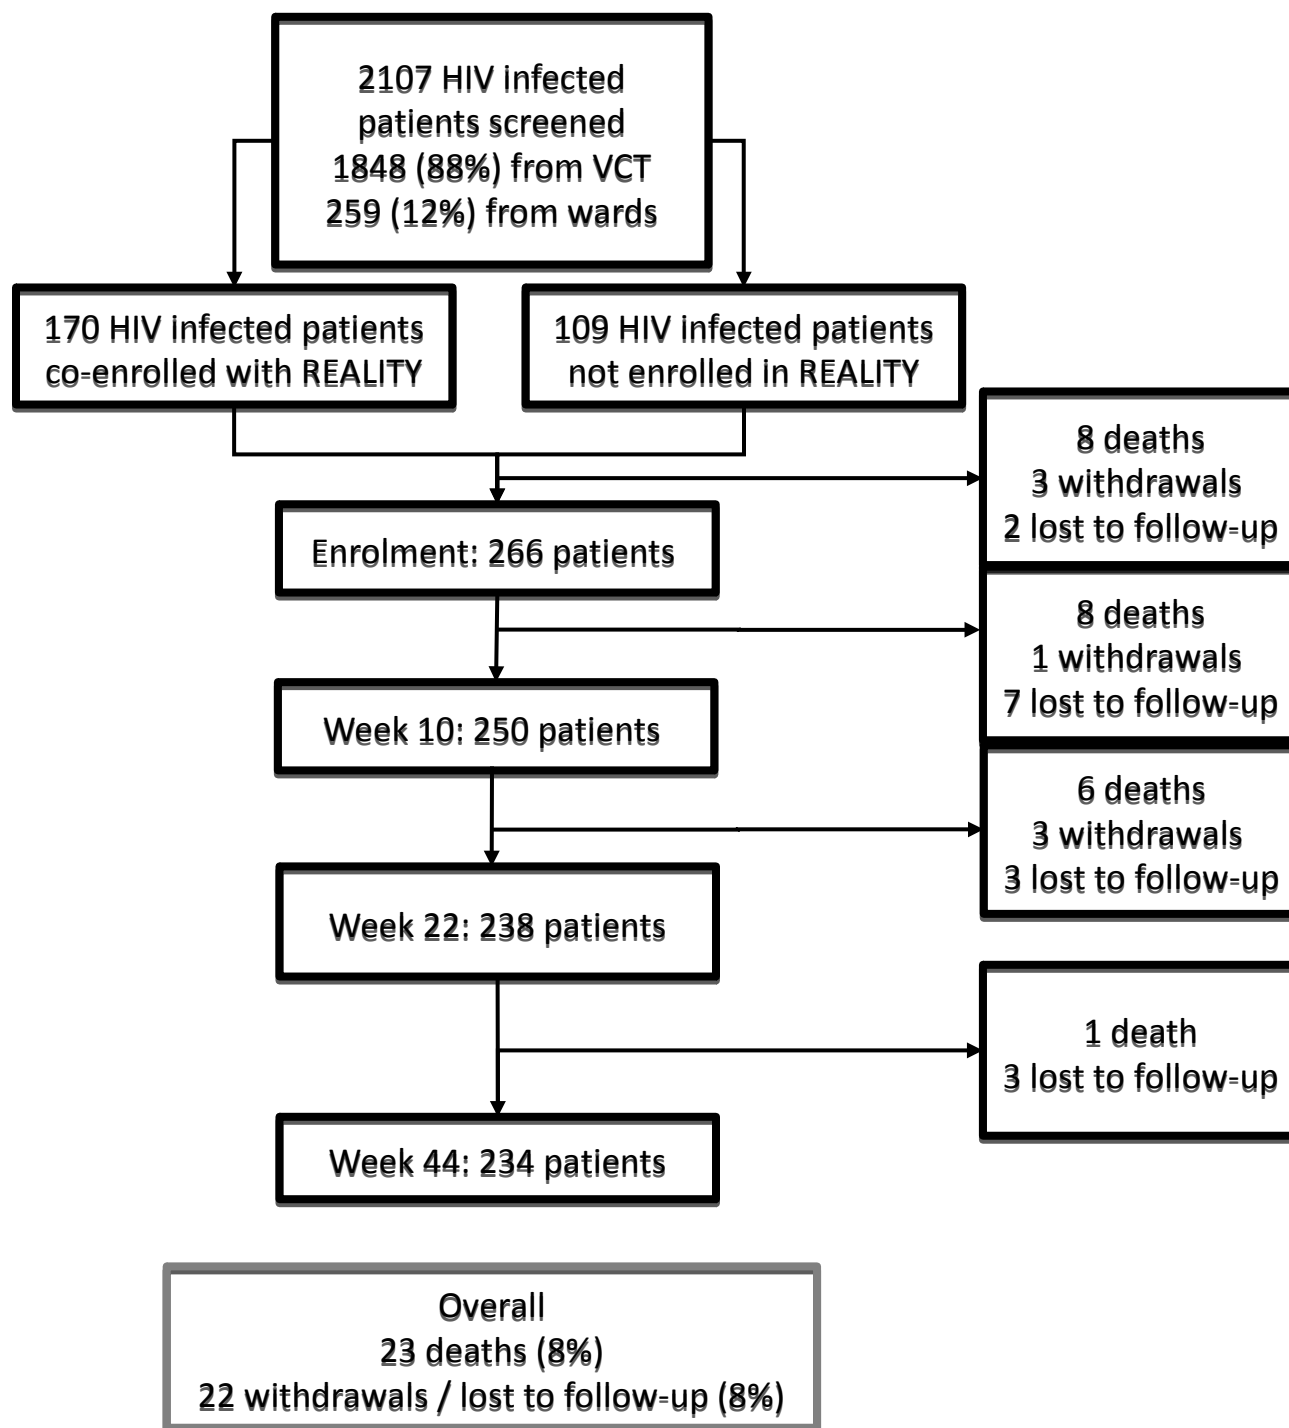 2107 HIV infected
patients screened
1848 (88%) from VCT
259 (12%) from wards
170 HIV infected patients
co-enrolled with REALITY
109 HIV infected patients
not enrolled in REALITY
8 deaths
3 withdrawals
2 lost to follow-up
Enrolment: 266 patients
8 deaths
1 withdrawals
7 lost to follow-up
Week 10: 250 patients
6 deaths
3 withdrawals
3 lost to follow-up
Week 22: 238 patients
1 death
3 lost to follow-up
Week 44: 234 patients
Overall
23 deaths (8%)
22 withdrawals / lost to follow-up (8%)